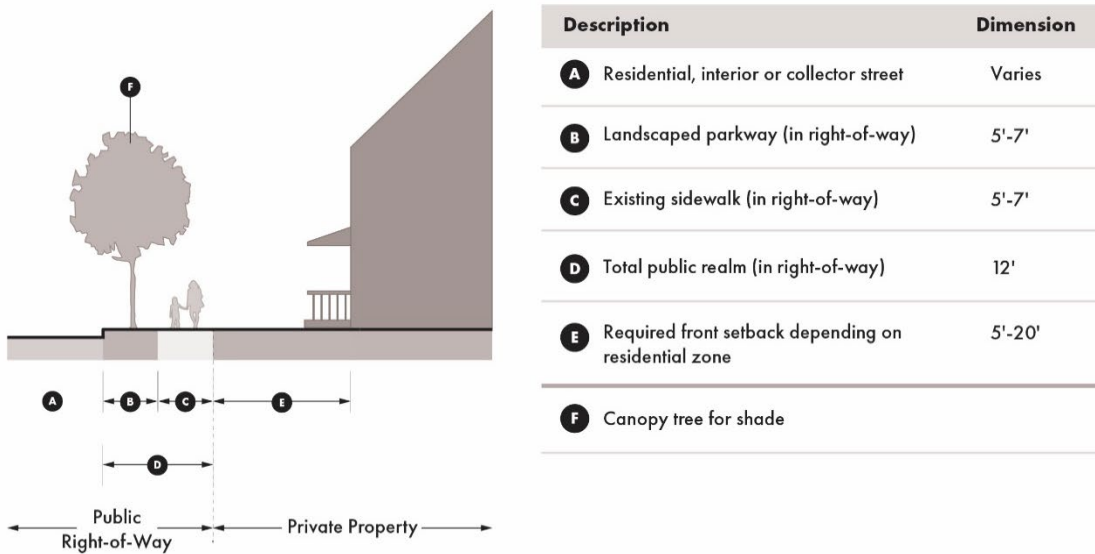 F
A
B
C
E
D
Public
Right-of-Way
Private Property
Description Dimension
A Residential, interior or collector street Varies
B Landscaped parkway (in right-of-way) 5'-7'
C Existing sidewalk (in right-of-way) 5'-7'
D Total public realm (in right-of-way) 12'
E Required front setback depending on 5'-20'
residential zone
F Canopy tree for shade